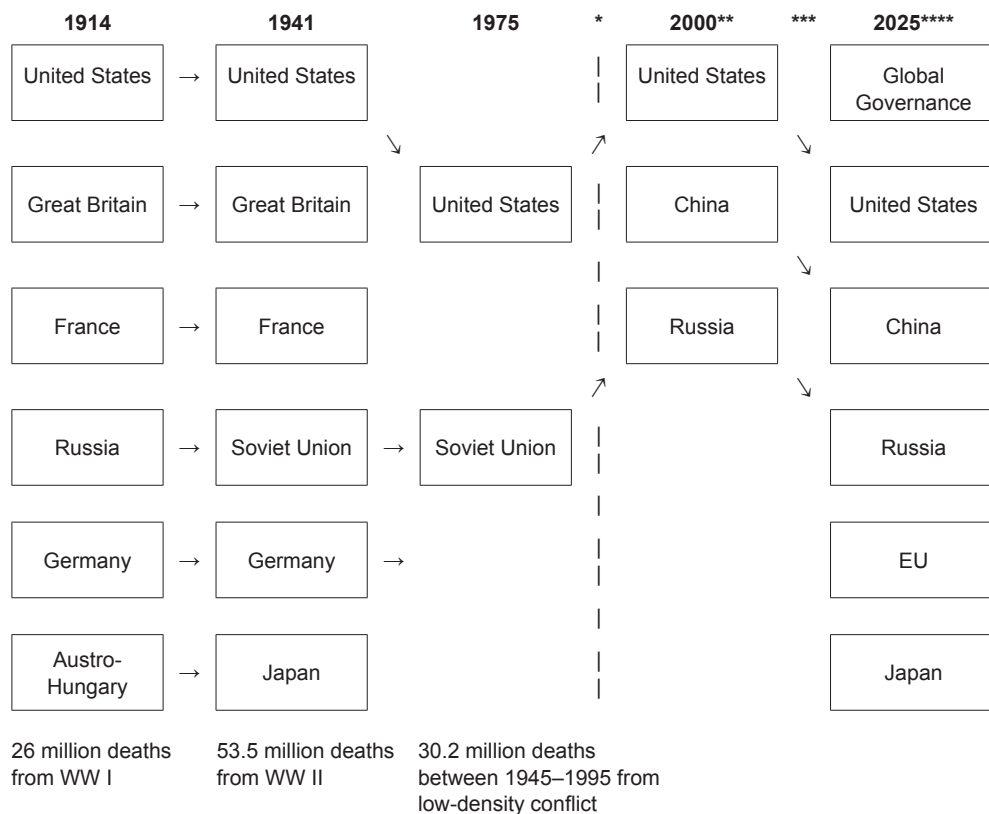 1914 1941 1975 * 2000** *** 2025****
United States → United States United States Global
Governance
↘ ↗ ↘
Great Britain → Great Britain United States China United States
↘
France → France Russia China
↗ ↘
Russia → Soviet Union → Soviet Union Russia
Germany → Germany → EU
Austro-
Hungary → Japan Japan
26 million deaths
from WW I
53.5 million deaths
from WW II
30.2 million deaths
between 1945–1995 from
low-density conflict